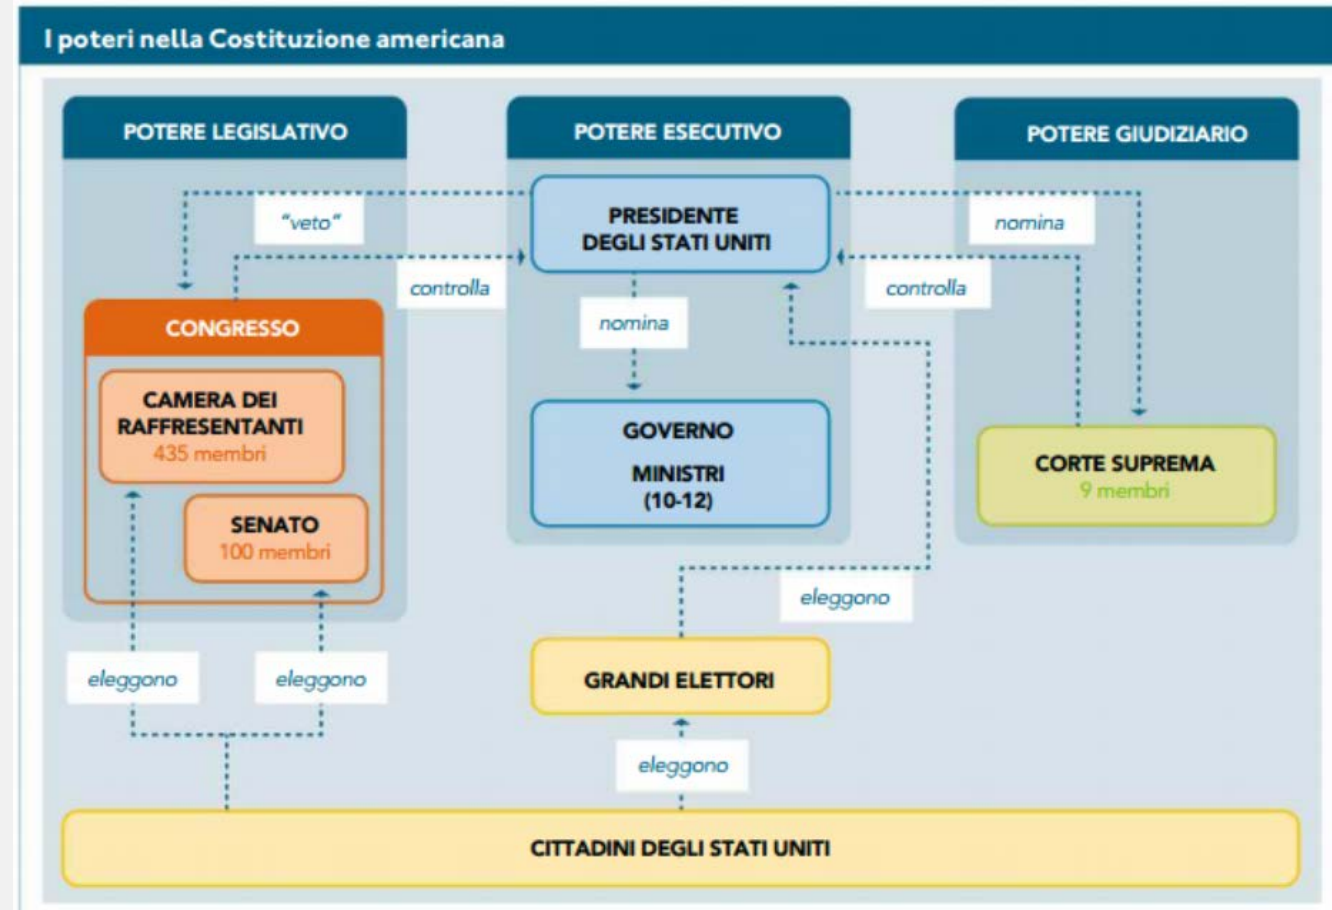 I poteri nella Costituzione americana
POTERE LEGISLATIVO
POTERE ESECUTIVO
POTERE GIUDIZIARIO
"veto"
PRESIDENTE
DEGLI STATI UNITI
nomina
controlla
controlla
nomina
CONGRESSO
CAMERA DEI
RAFFRESENTANTI
435 membri
SENATO
100 membri
GOVERNO
MINISTRI
(10-12)
CORTE SUPREMA
9 membri
eleggono
eleggono
eleggono
GRANDI ELETTORI
eleggono
CITTADINI DEGLI STATI UNITI